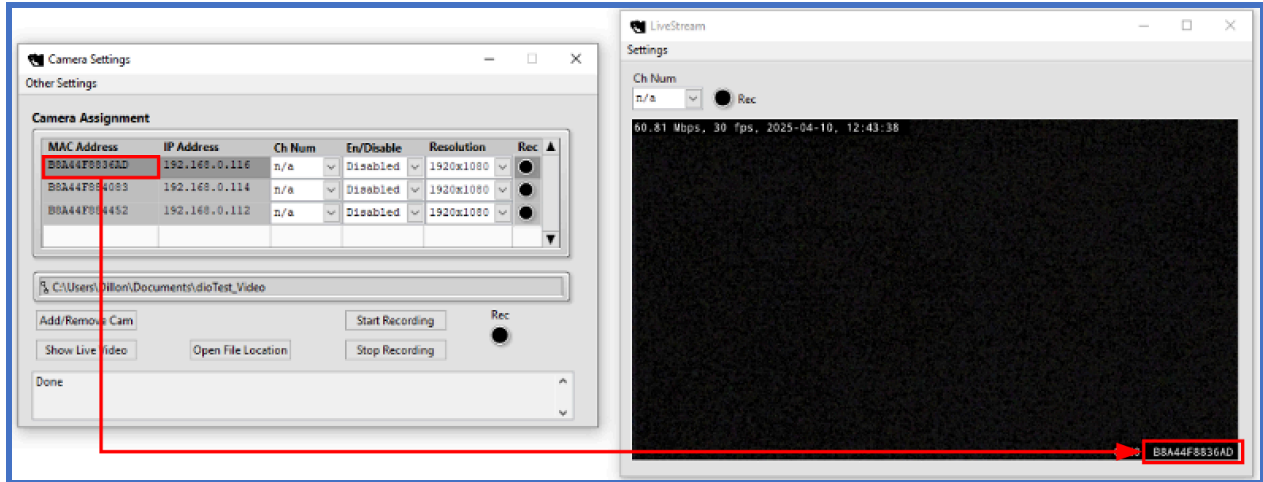 Camera Settings
Other Settings
Camera Assignment
MAC Address IP Address Ch Num En/Disable Resolution Rec
B8A44F8836AD 192.168.0.116 n/a Disabled 1920x1080
B8A44F884083 192.168.0.114 n/a Disabled 1920x1080
B8A44F884452 192.168.0.112 n/a Disabled 1920x1080
C:\Users\Dillon\Documents\dioTest_Video
Add/Remove Cam Start Recording Rec
Show Live Video Open File Location Stop Recording
Done
LiveStream
Settings
Ch Num
n/a Rec
60.81 Mbps, 30 fps, 2025-04-10, 12:43:38
B8A44F8836AD